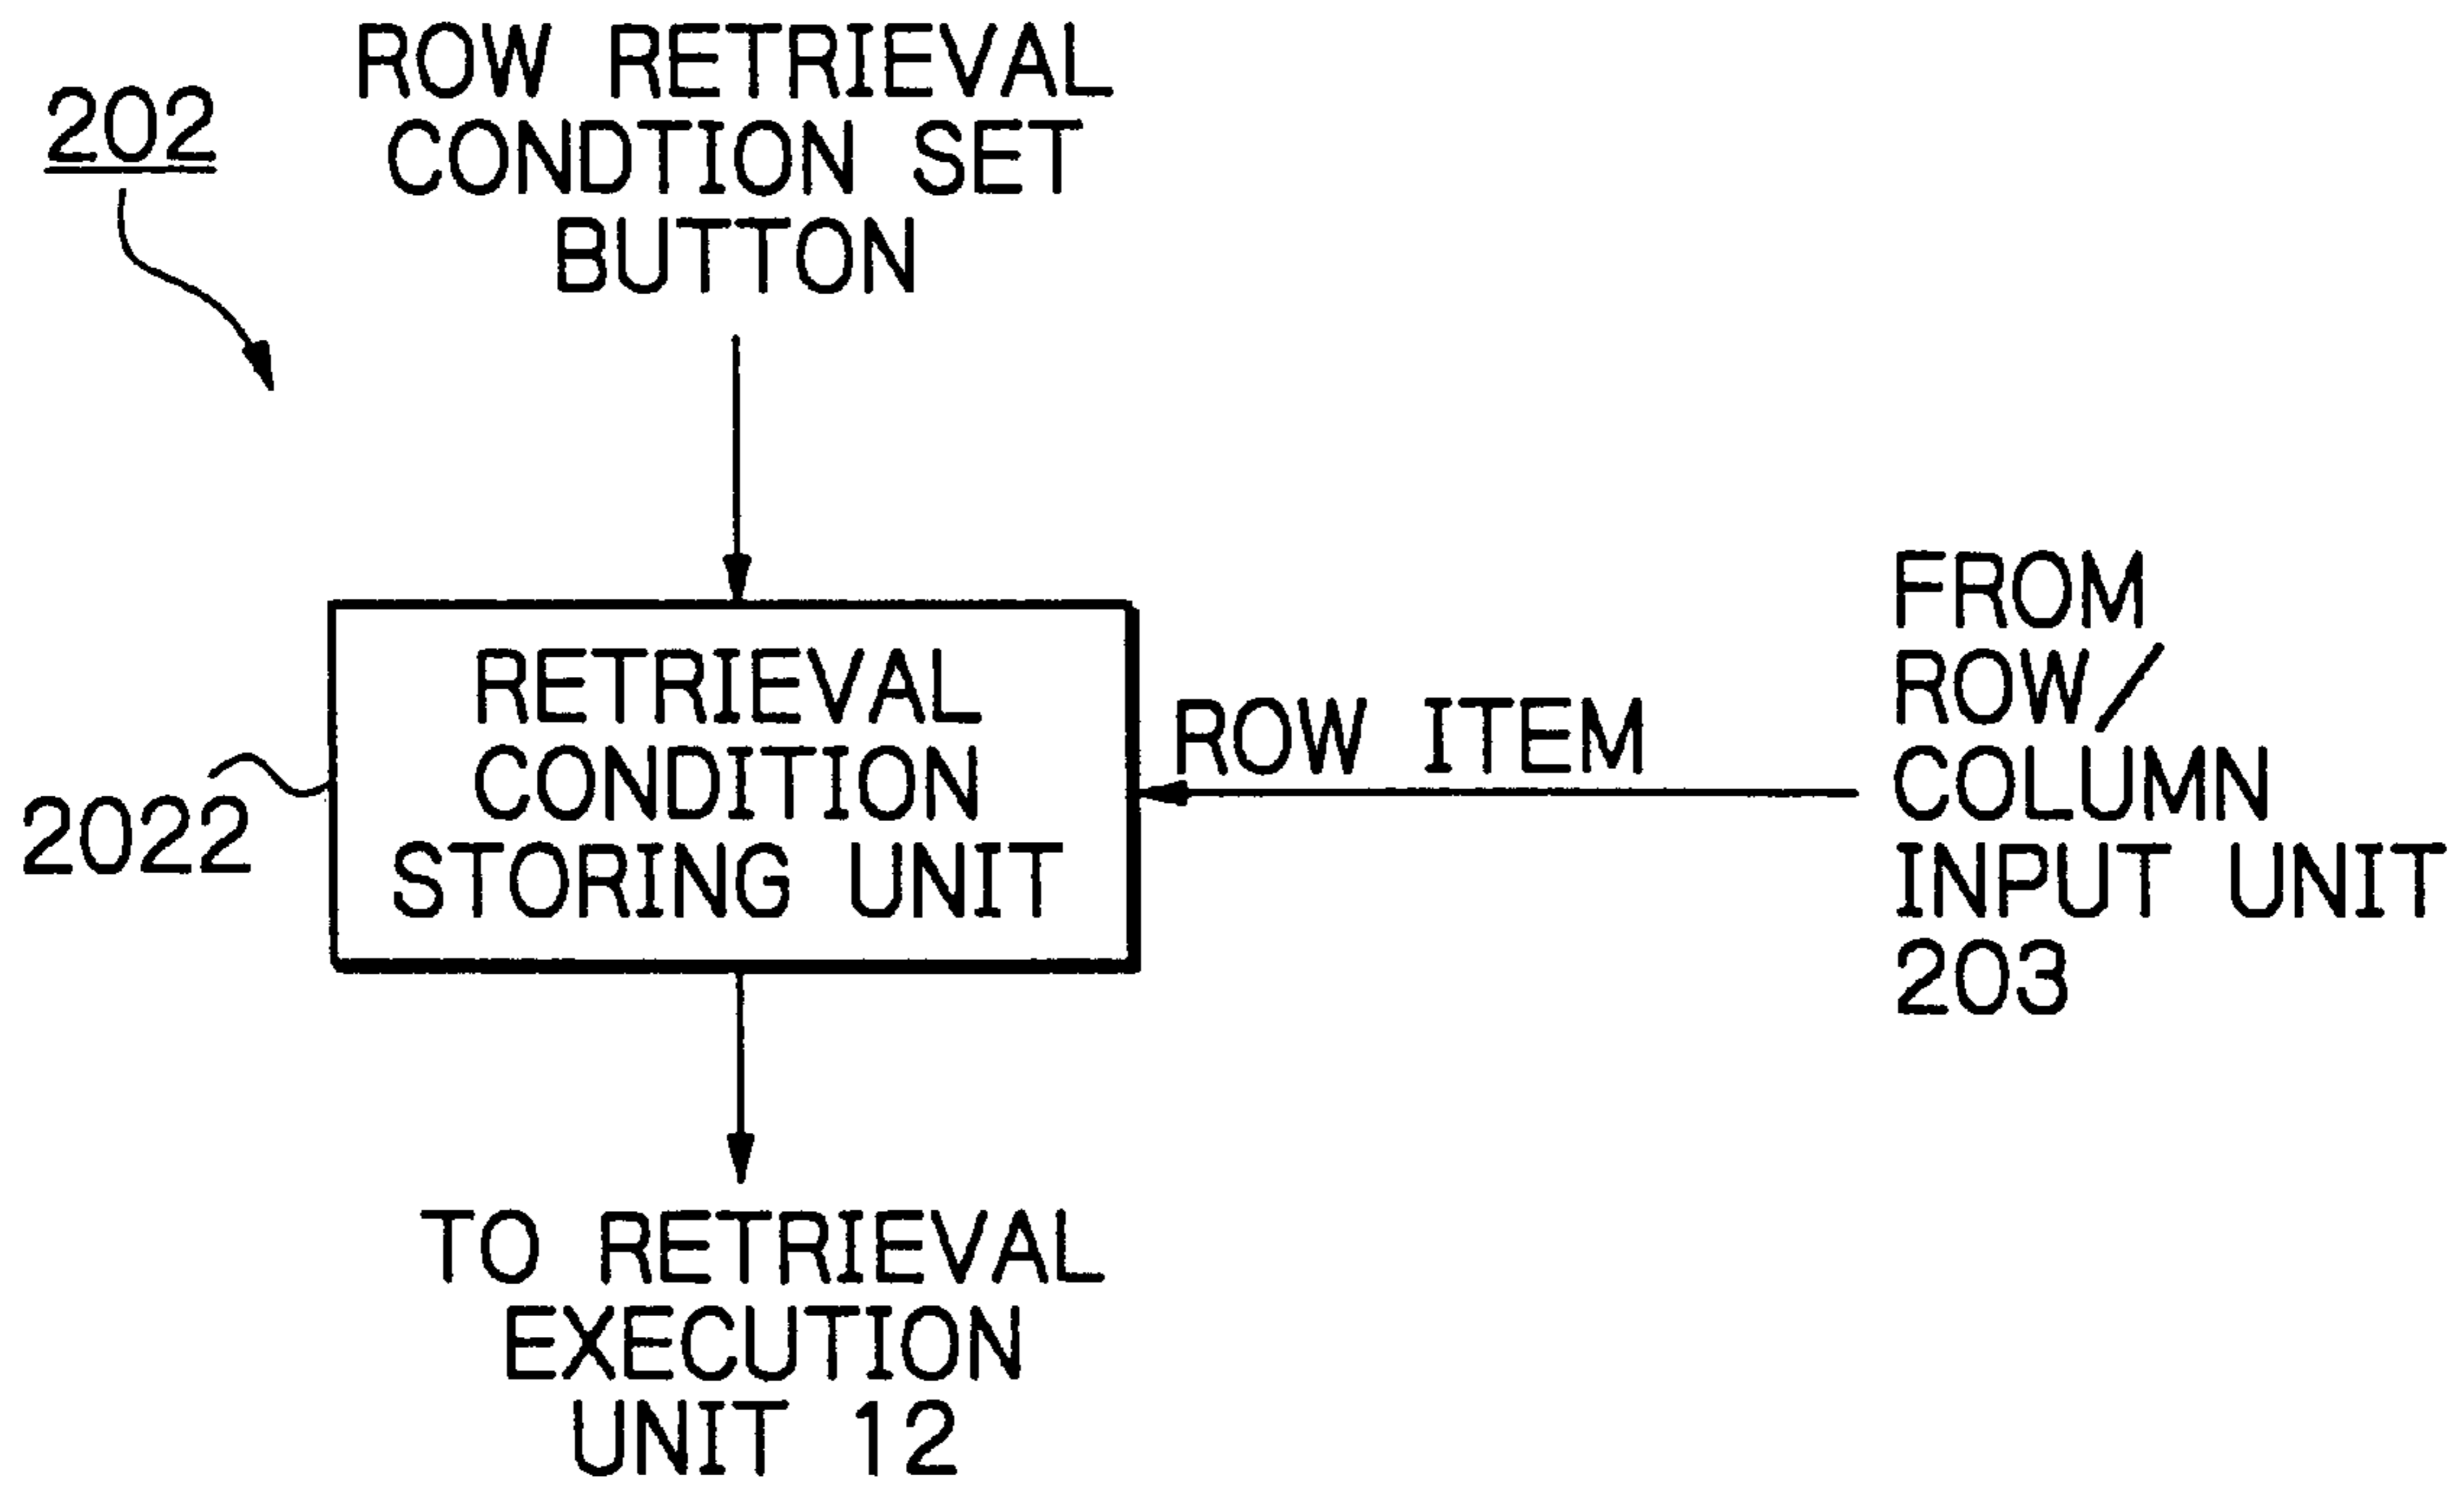 202
ROW RETRIEVAL
CONDTION SET
BUTTON
RETRIEVAL
CONDITION
STORING UNIT
2022
ROW ITEM
FROM
ROW/
COLUMN
INPUT UNIT
203
TO RETRIEVAL
EXECUTION
UNIT 12